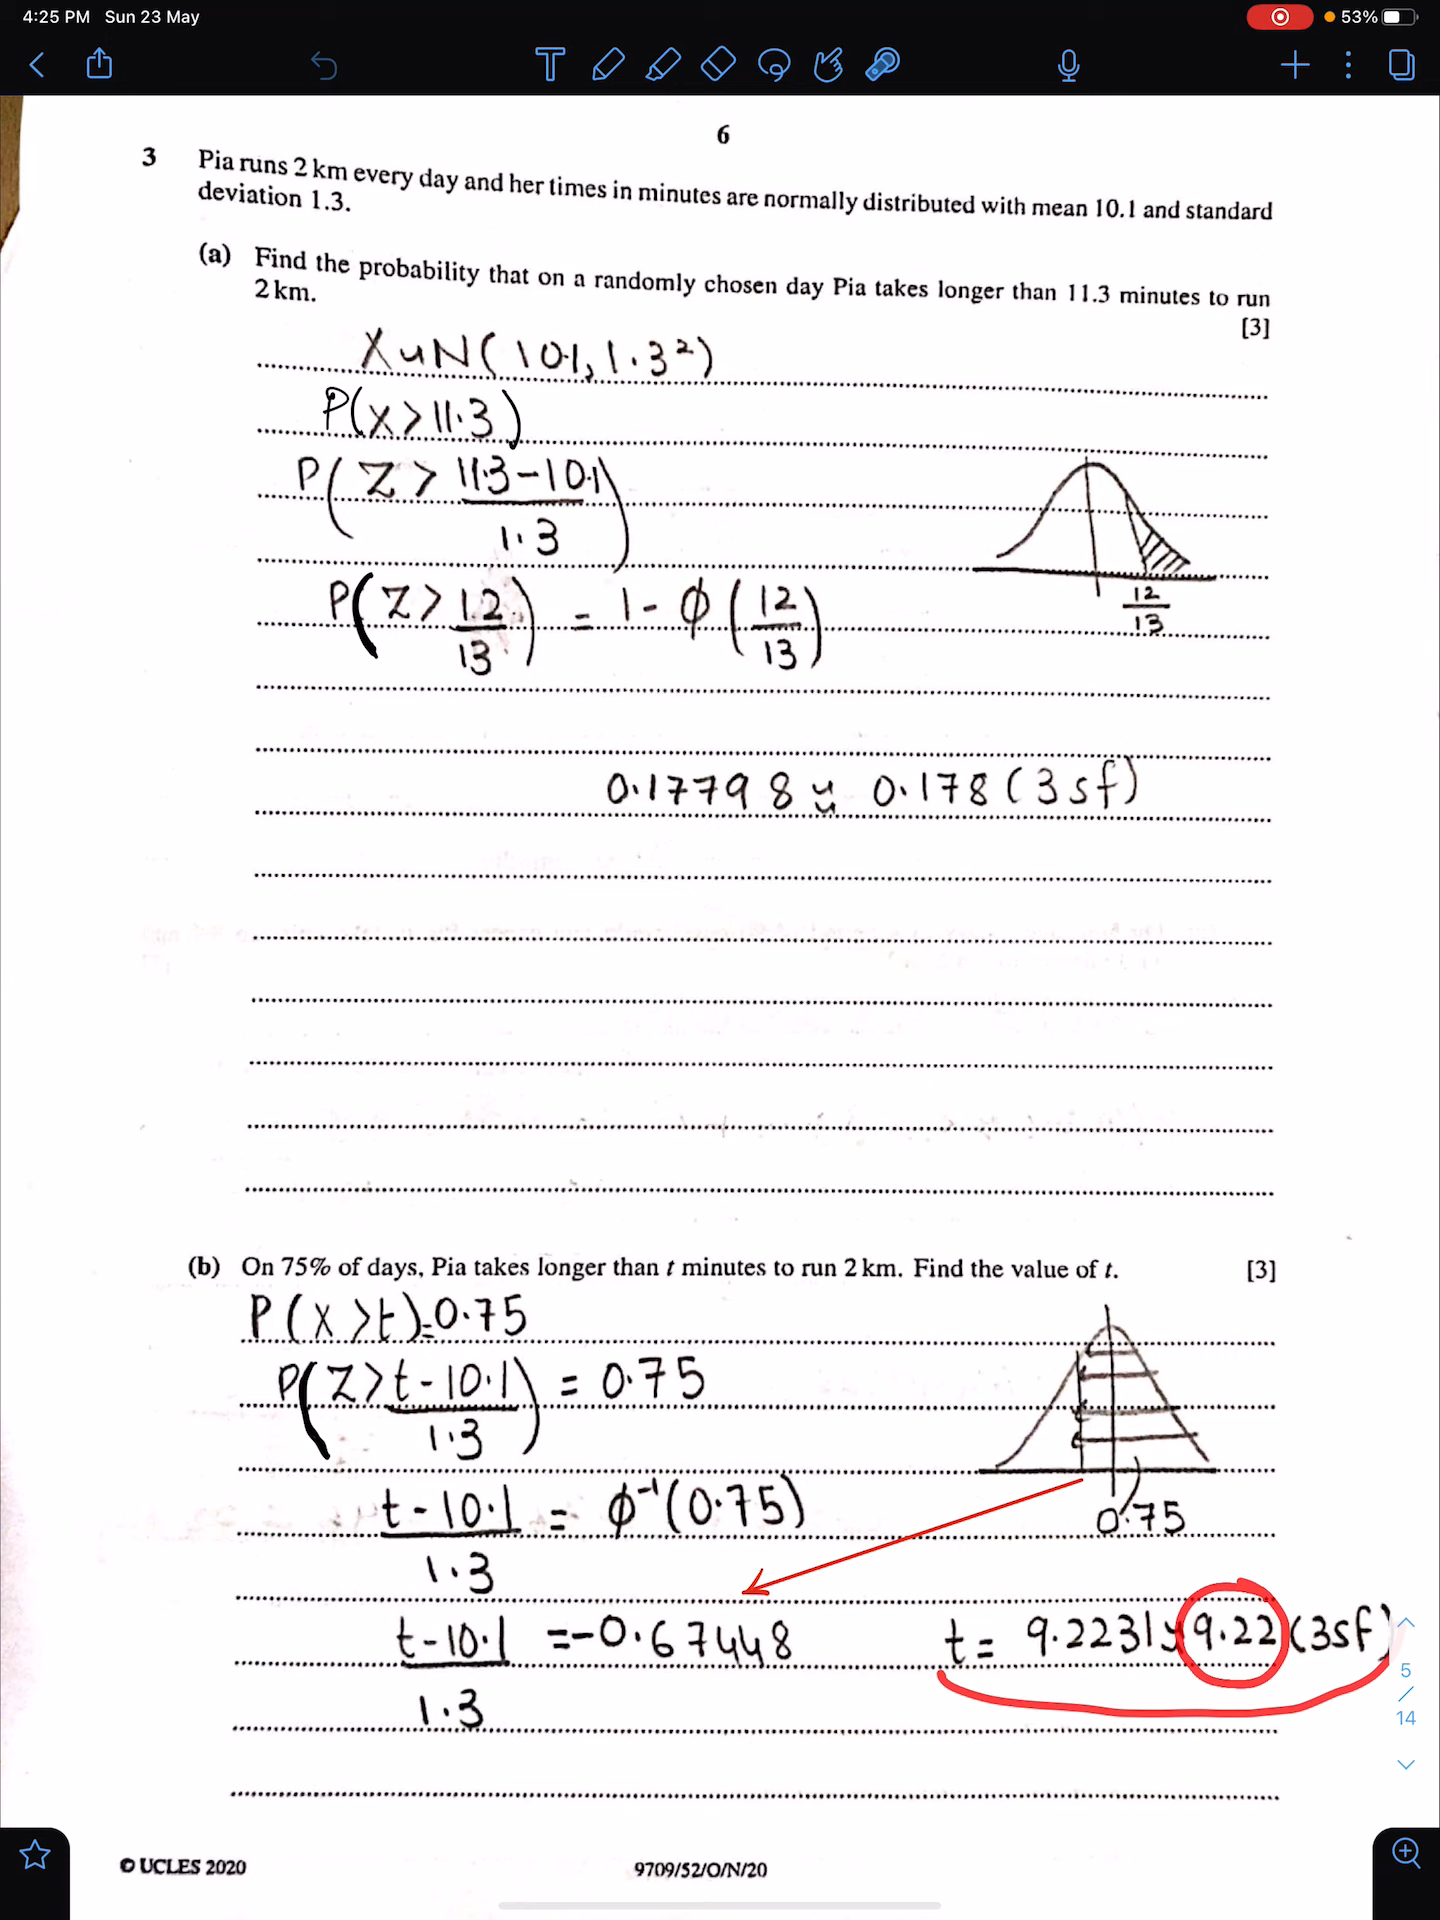 4:25 PM Sun 23 May
53%
6
3 Pia runs 2 km every day and her times in minutes are normally distributed with mean 10.1 and standard
deviation 1.3.
(a) Find the probability that on a randomly chosen day Pia takes longer than 11.3 minutes to run
2 km.
[3]
X ~ N(10.1, 1.3²)
P(X > 11.3)
P(Z > 11.3 - 10.1
1.3)
P(Z > 12/13) = 1 - ϕ(12/13)
12
13
0.17798 ≈ 0.178 (3sf)
(b) On 75% of days, Pia takes longer than t minutes to run 2 km. Find the value of t. [3]
P(X > t) = 0.75
P(Z > t - 10.1
1.3) = 0.75
t - 10.1 = ϕ⁻¹(0.75)
1.3
0.75
t - 10.1 = -0.67448
1.3
t = 9.2231 ≈ 9.22 (3sf)
5
/
14
© UCLES 2020
9709/52/O/N/20